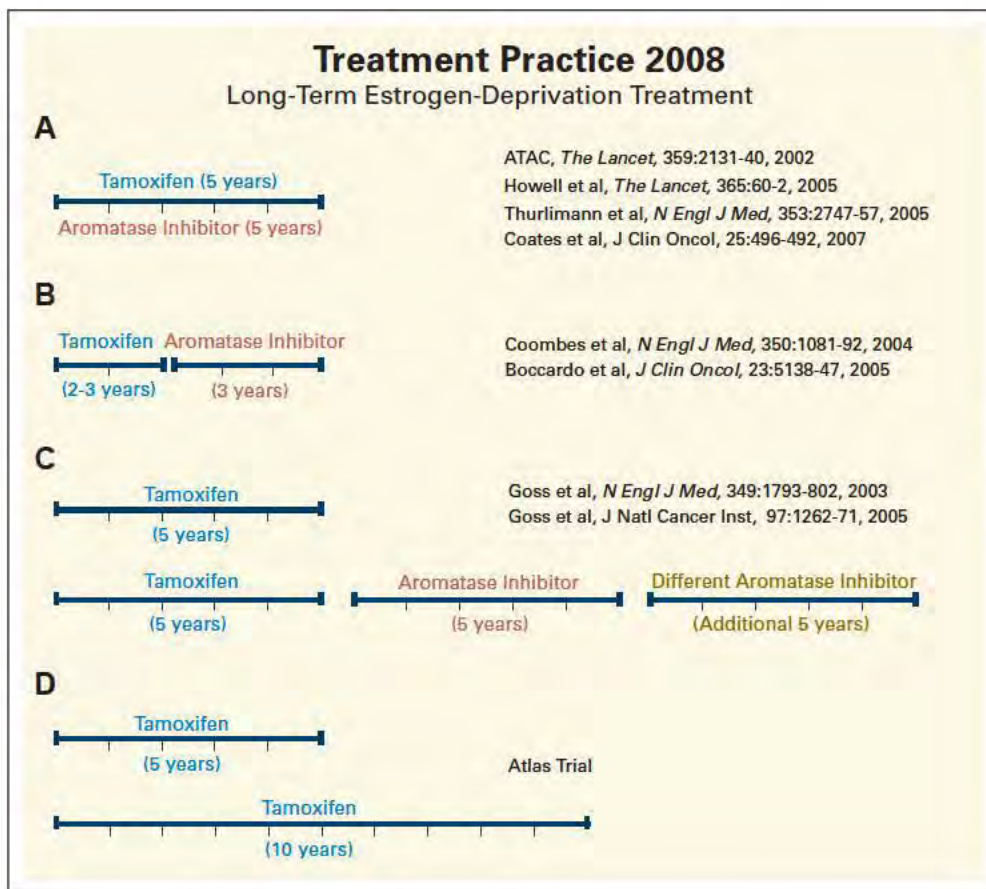 Treatment Practice 2008
Long-Term Estrogen-Deprivation Treatment
A
Tamoxifen (5 years)
Aromatase Inhibitor (5 years)
ATAC, The Lancet, 359:2131-40, 2002
Howell et al, The Lancet, 365:60-2, 2005
Thurlimann et al, N Engl J Med, 353:2747-57, 2005
Coates et al, J Clin Oncol, 25:496-492, 2007
B
Tamoxifen Aromatase Inhibitor
(2-3 years) (3 years)
Coombes et al, N Engl J Med, 350:1081-92, 2004
Boccardo et al, J Clin Oncol, 23:5138-47, 2005
C
Tamoxifen
(5 years)
Goss et al, N Engl J Med, 349:1793-802, 2003
Goss et al, J Natl Cancer Inst, 97:1262-71, 2005
Tamoxifen Aromatase Inhibitor Different Aromatase Inhibitor
(5 years) (5 years) (Additional 5 years)
D
Tamoxifen
(5 years)
Atlas Trial
Tamoxifen
(10 years)